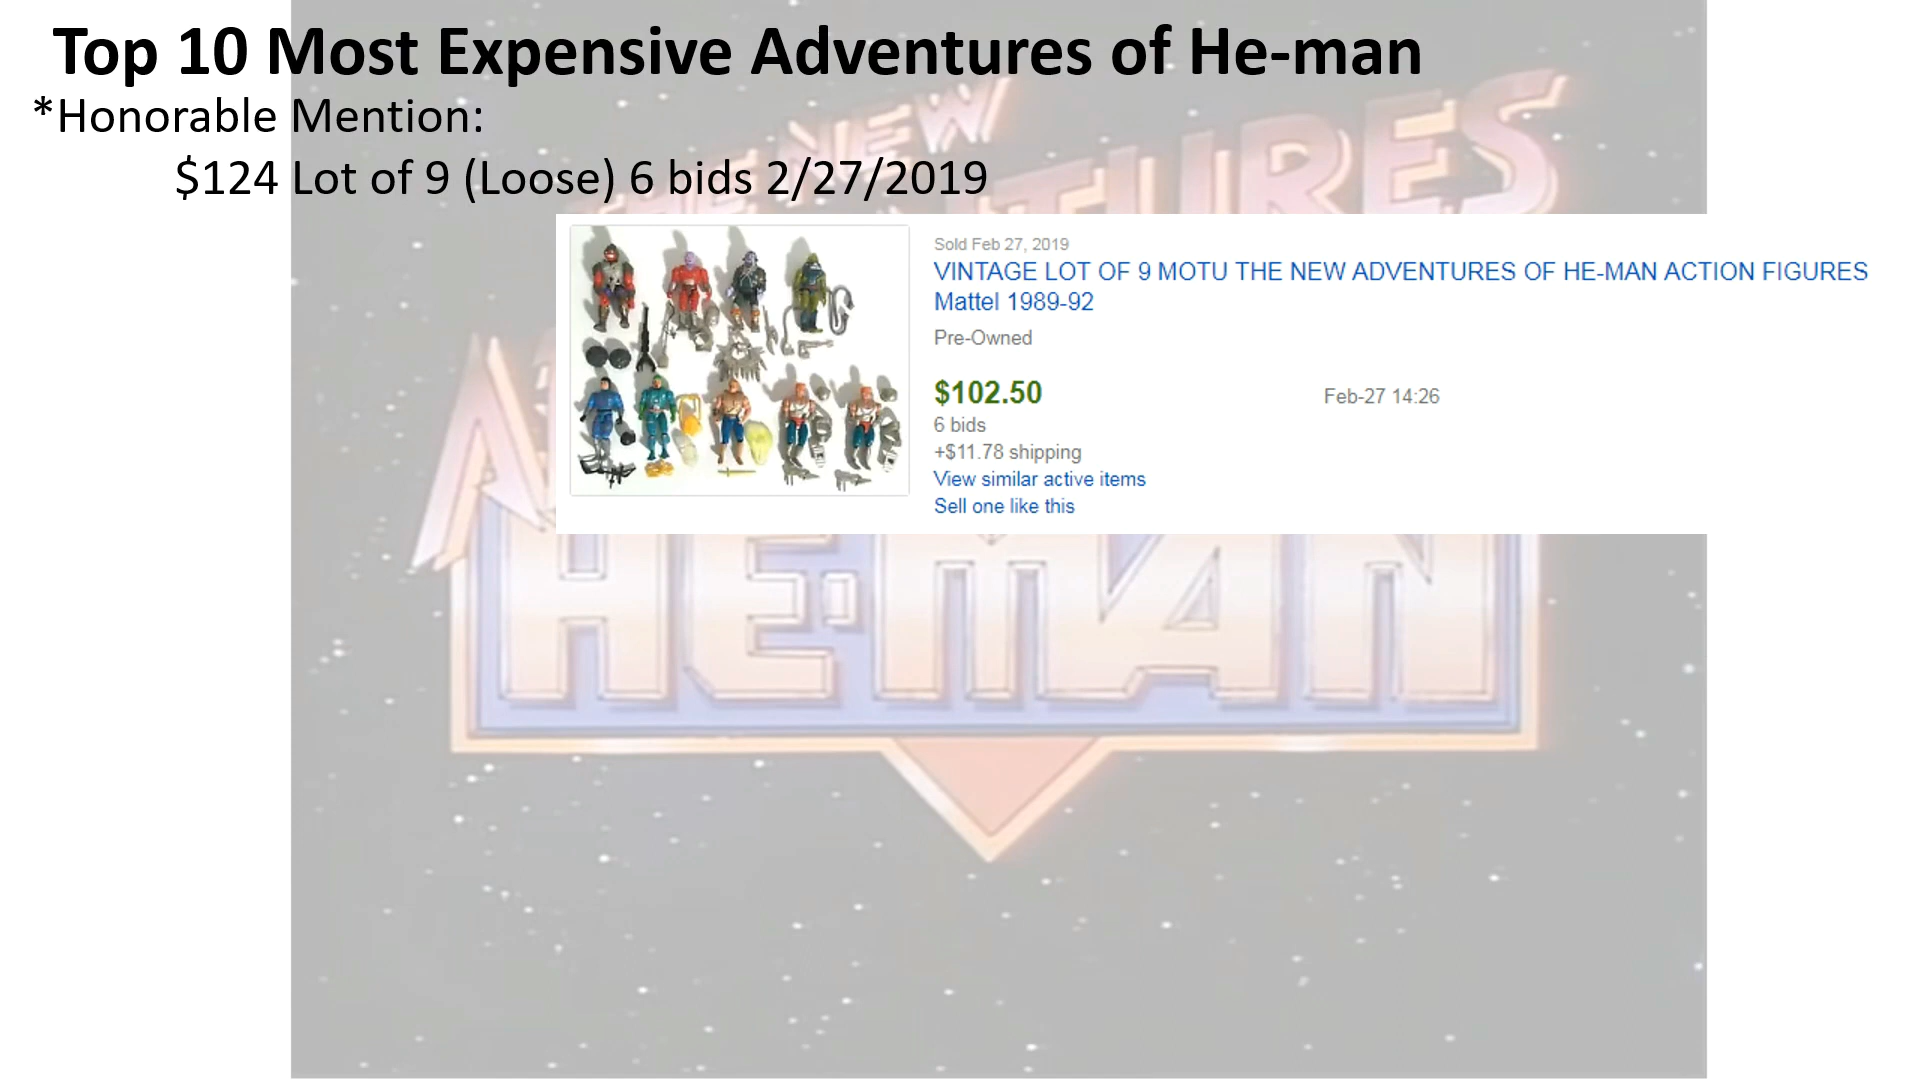 Top 10 Most Expensive Adventures of He-man
*Honorable Mention:
$124 Lot of 9 (Loose) 6 bids 2/27/2019
THE NEW
TURES
Sold Feb 27, 2019
VINTAGE LOT OF 9 MOTU THE NEW ADVENTURES OF HE-MAN ACTION FIGURES
Mattel 1989-92
Pre-Owned
$102.50 Feb-27 14:26
6 bids
+$11.78 shipping
View similar active items
Sell one like this
HE-MAN